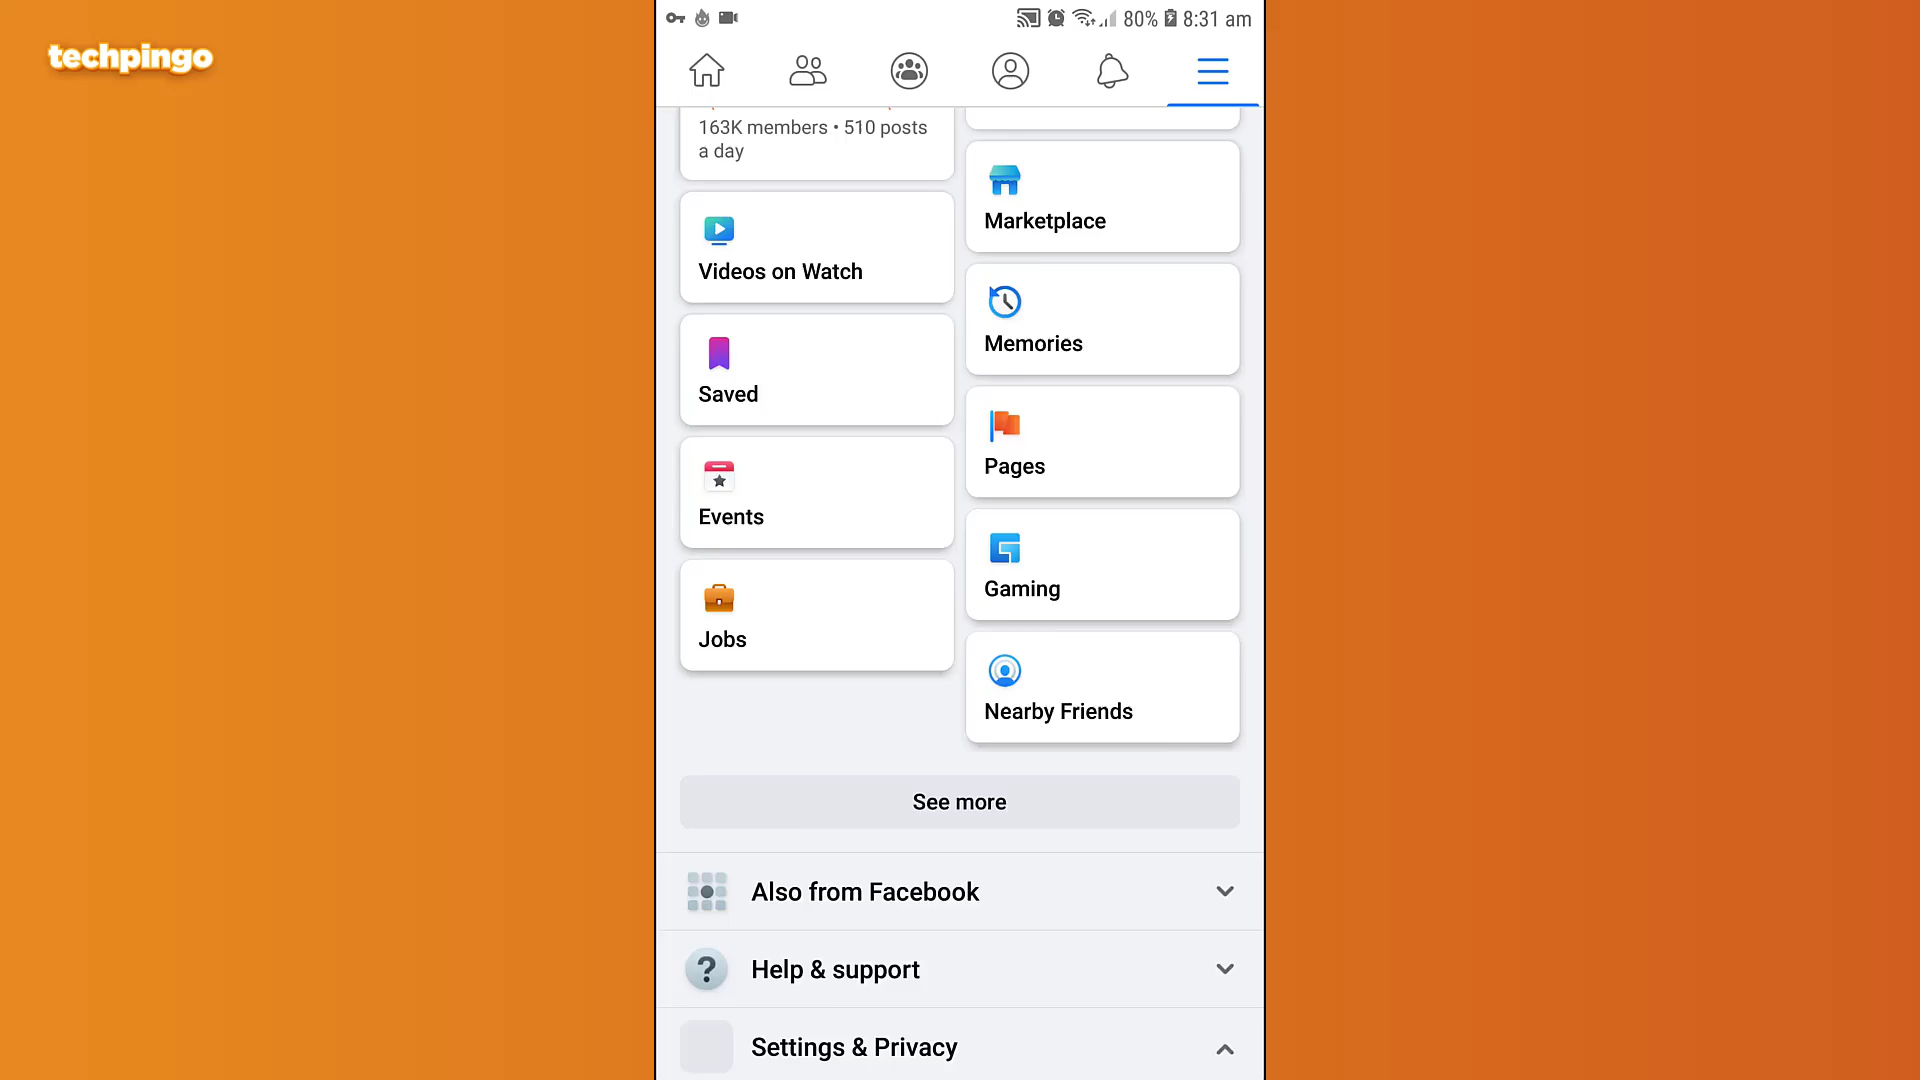 techpingo
80% 8:31 am
163K members • 510 posts
a day
Videos on Watch
Saved
Events
Jobs
Marketplace
Memories
Pages
Gaming
Nearby Friends
See more
Also from Facebook
? Help & support
Settings & Privacy